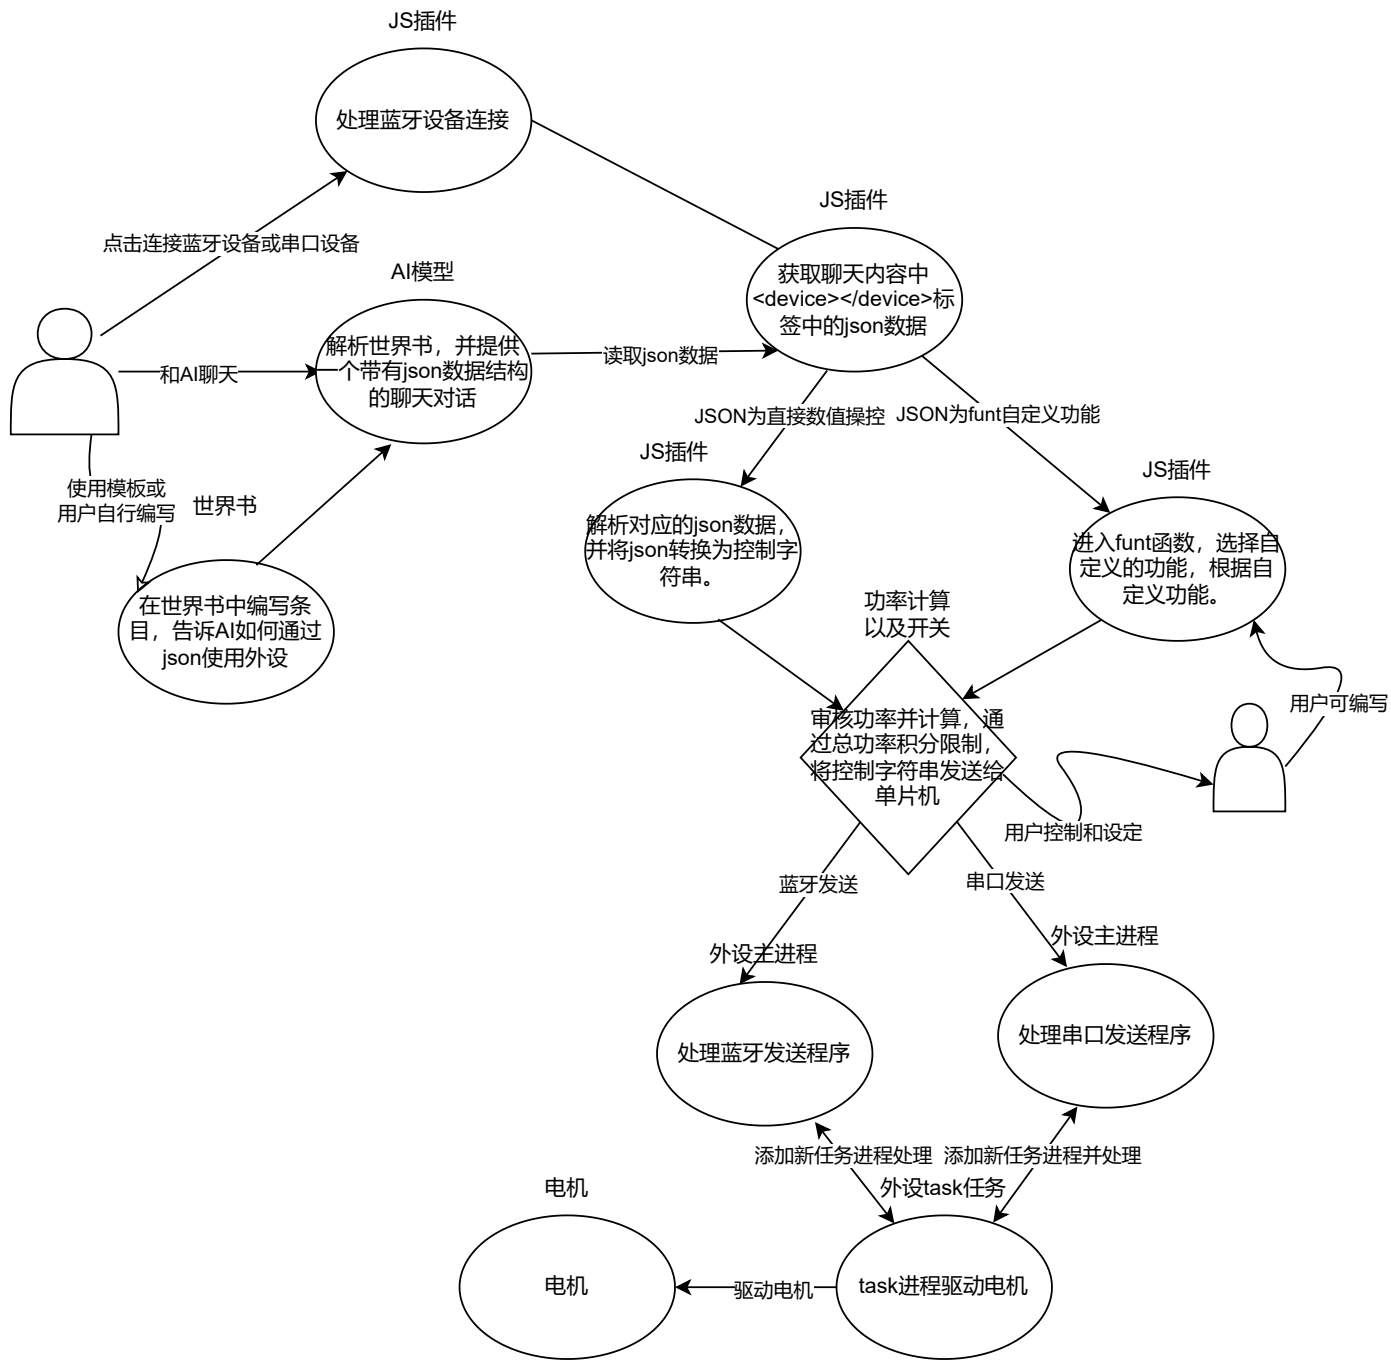 JS插件
处理蓝牙设备连接
点击连接蓝牙设备或串口设备
JS插件
获取聊天内容中
<device></device>标
签中的json数据
AI模型
解析世界书，并提供
一个带有json数据结构
的聊天对话
读取json数据
和AI聊天
使用模板或
用户自行编写
世界书
在世界书中编写条
目，告诉AI如何通过
json使用外设
JSON为直接数值操控
JSON为funt自定义功能
JS插件
解析对应的json数据，
并将json转换为控制字
符串。
JS插件
进入funt函数，选择自
定义的功能，根据自
定义功能。
功率计算
以及开关
审核功率并计算，通
过总功率积分限制，
将控制字符串发送给
单片机
用户可编写
用户控制和设定
蓝牙发送
串口发送
外设主进程
处理蓝牙发送程序
外设主进程
处理串口发送程序
添加新任务进程处理
添加新任务进程并处理
外设task任务
task进程驱动电机
驱动电机
电机
电机